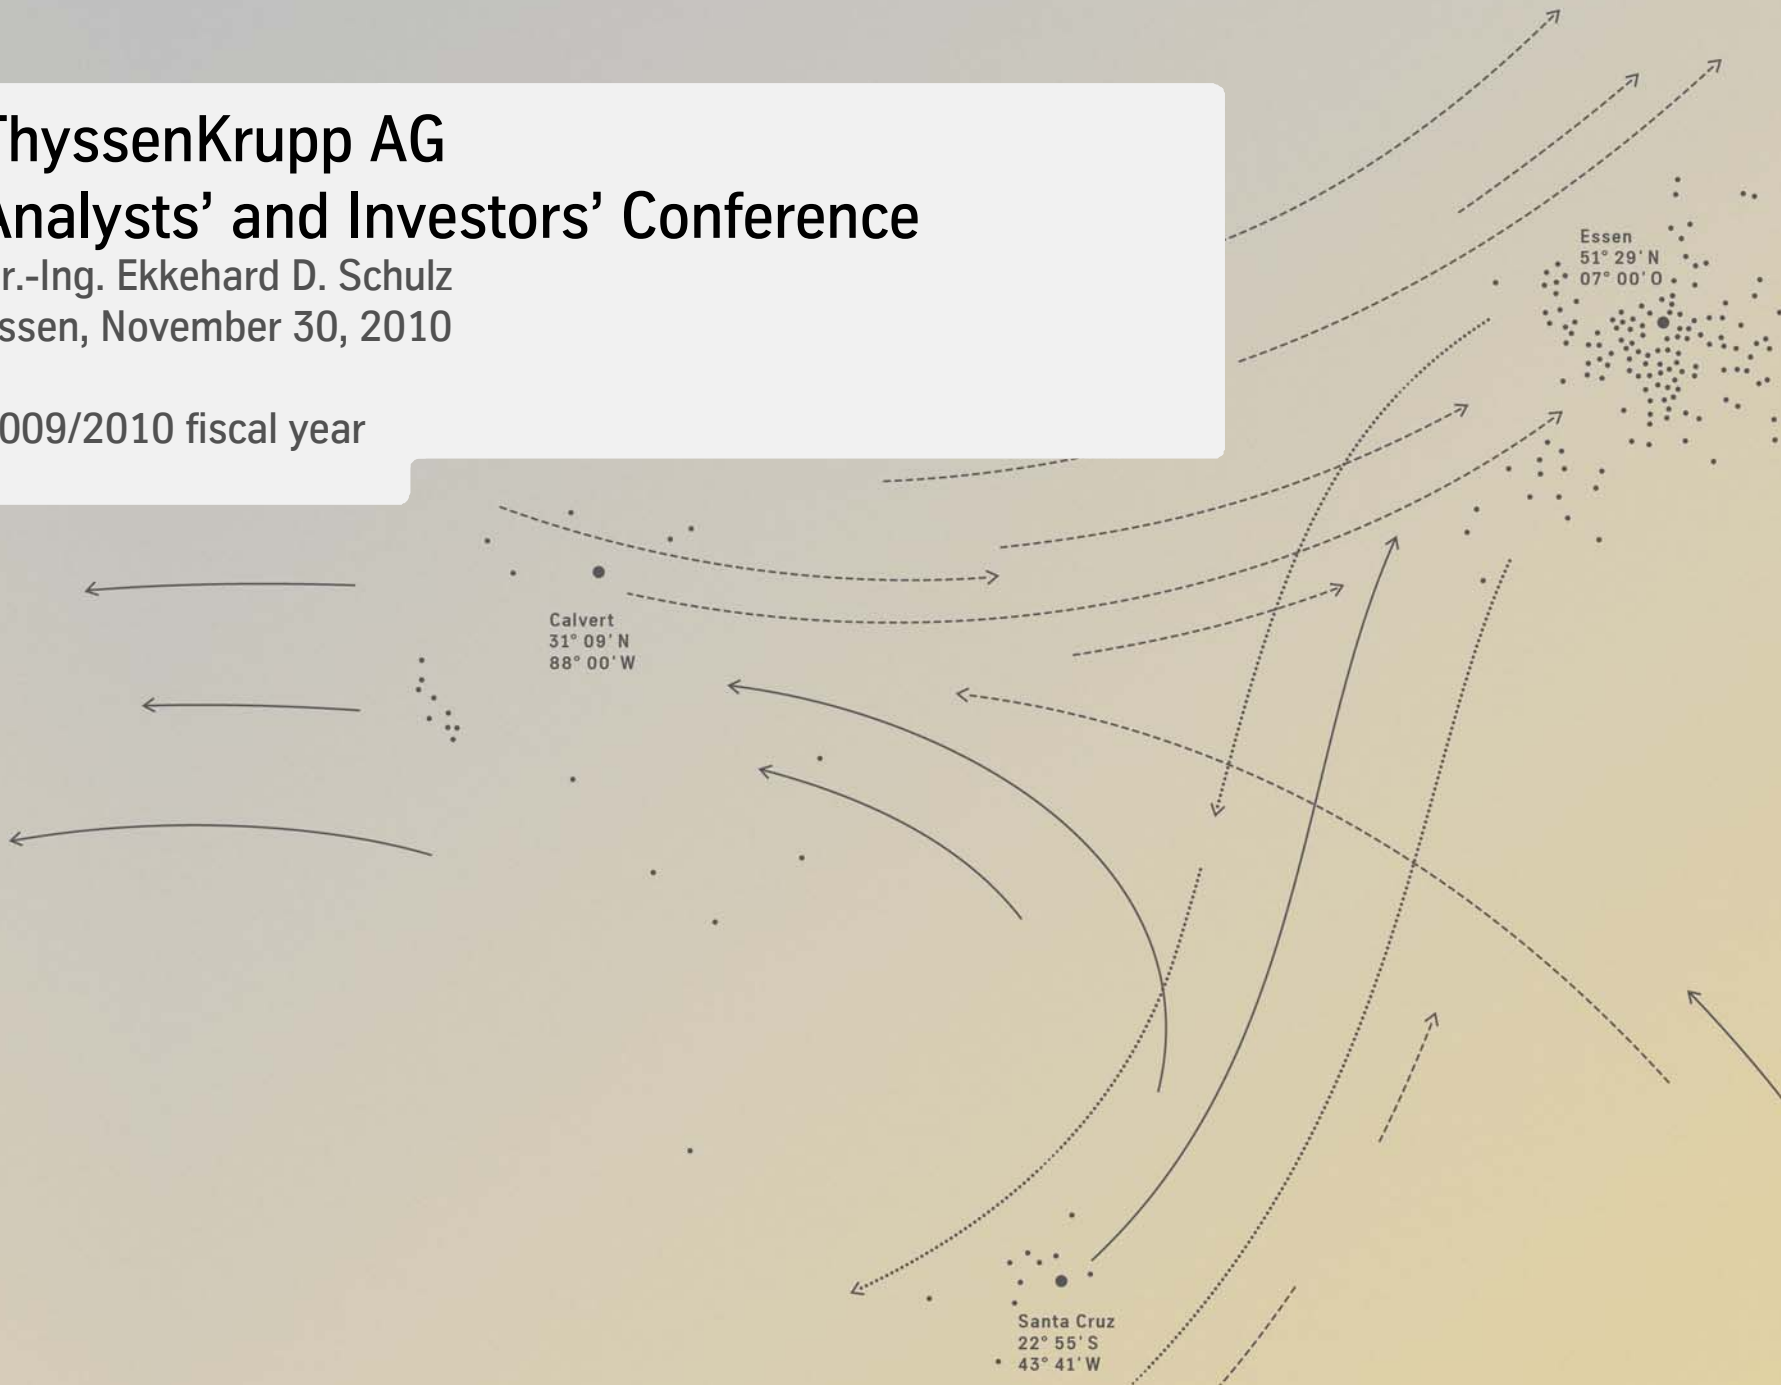 ThyssenKrupp AG
Analysts’ and Investors’ Conference
r.-Ing. Ekkehard D. Schulz
ssen, November 30, 2010
009/2010 fiscal year
Essen
51° 29' N
07° 00' O
Calvert
31° 09' N
88° 00' W
Santa Cruz
22° 55' S
43° 41' W